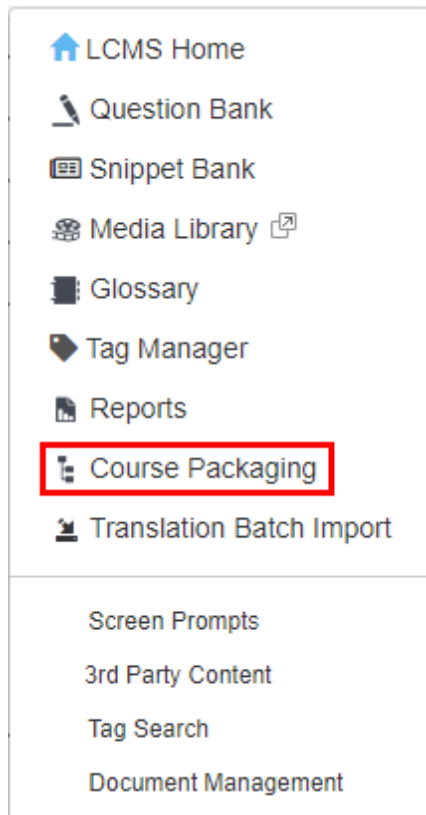 LCMS Home
Question Bank
Snippet Bank
Media Library
Glossary
Tag Manager
Reports
Course Packaging
Translation Batch Import
Screen Prompts
3rd Party Content
Tag Search
Document Management